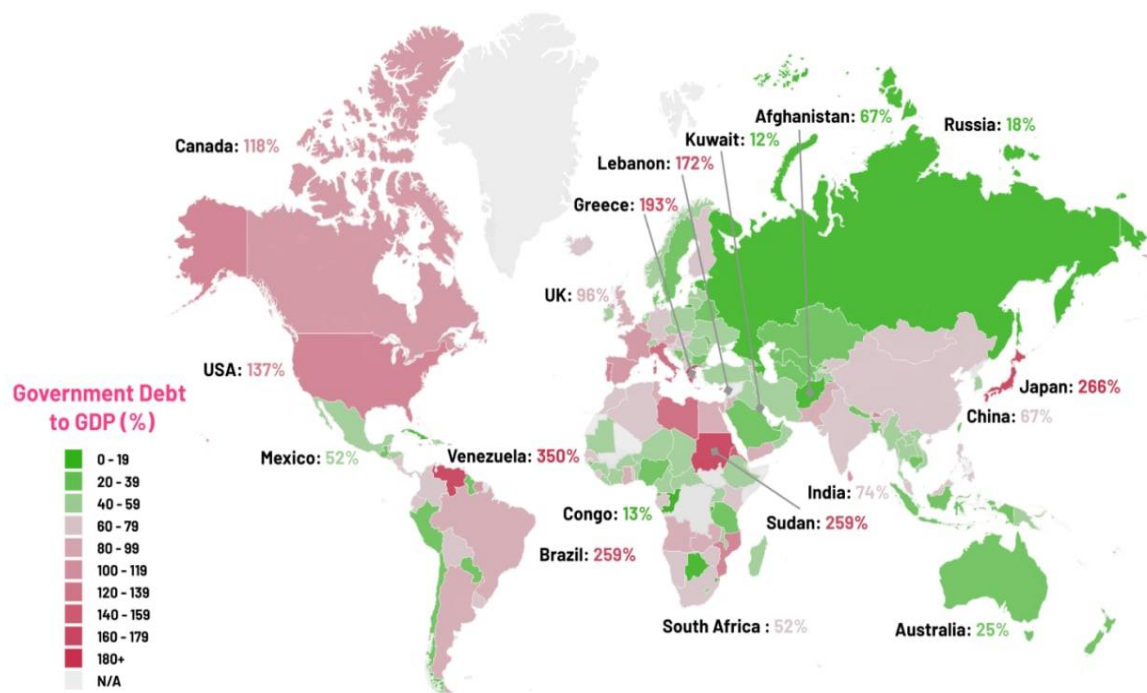 Afghanistan: 67%
Russia: 18%
Kuwait: 12%
Canada: 118%
Lebanon: 172%
Greece: 193%
UK: 96%
USA: 137%
Japan: 266%
China: 67%
Mexico: 52%
Venezuela: 350%
India: 74%
Congo: 13%
Sudan: 259%
Brazil: 259%
South Africa : 52%
Australia: 25%
Government Debt
to GDP (%)
0 - 19
20 - 39
40 - 59
60 - 79
80 - 99
100 - 119
120 - 139
140 - 159
160 - 179
180+
N/A